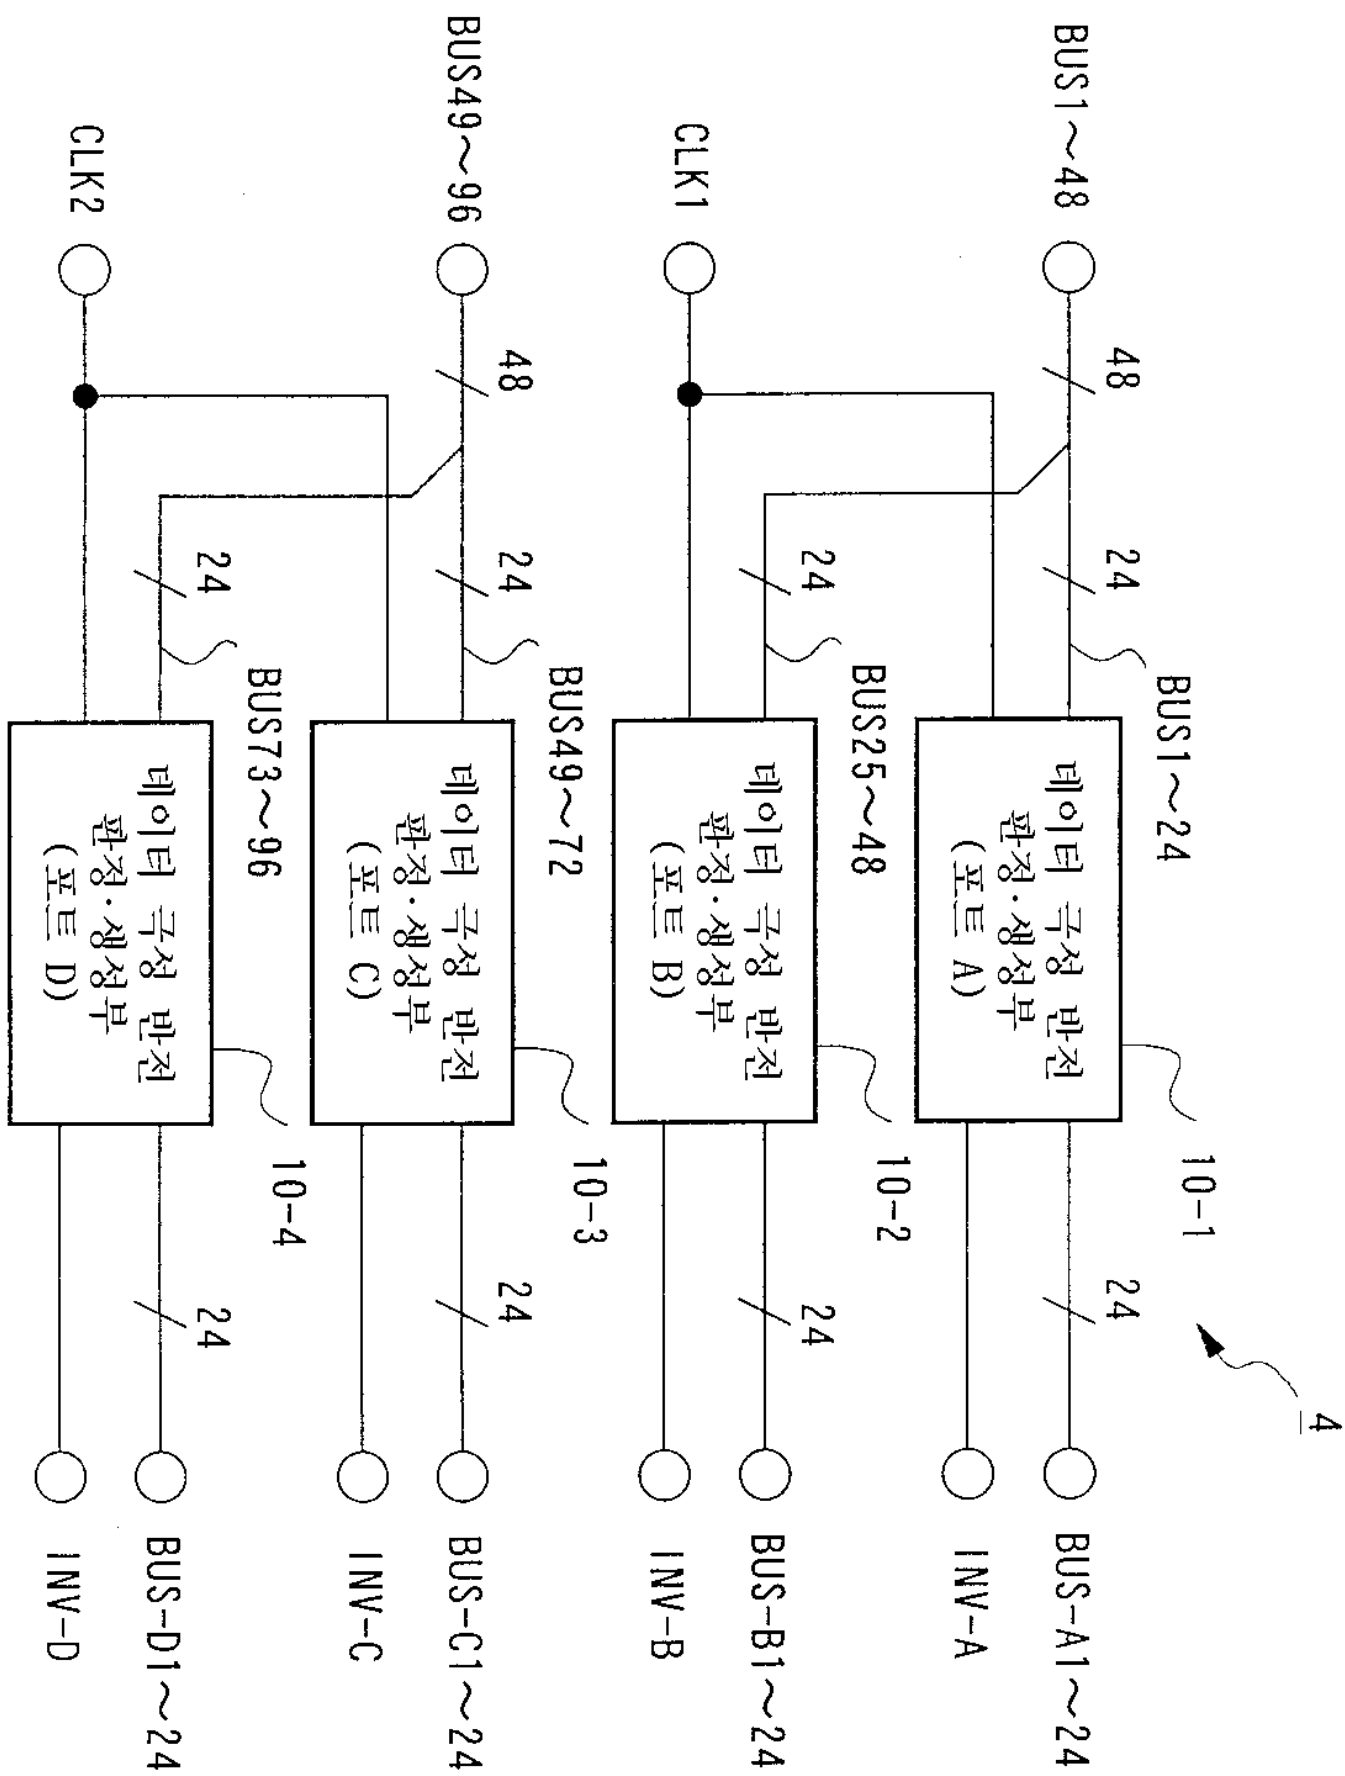 4
BUS1～48
48
24
BUS1～24
데이터 극성 반전
판정·생성부
(포트 A)
10-1
24
BUS-A1～24
INV-A
CLK1
24
BUS25～48
데이터 극성 반전
판정·생성부
(포트 B)
10-2
24
BUS-B1～24
INV-B
BUS49～96
48
24
BUS49～72
데이터 극성 반전
판정·생성부
(포트 C)
10-3
24
BUS-C1～24
INV-C
CLK2
24
BUS73～96
데이터 극성 반전
판정·생성부
(포트 D)
10-4
24
BUS-D1～24
INV-D